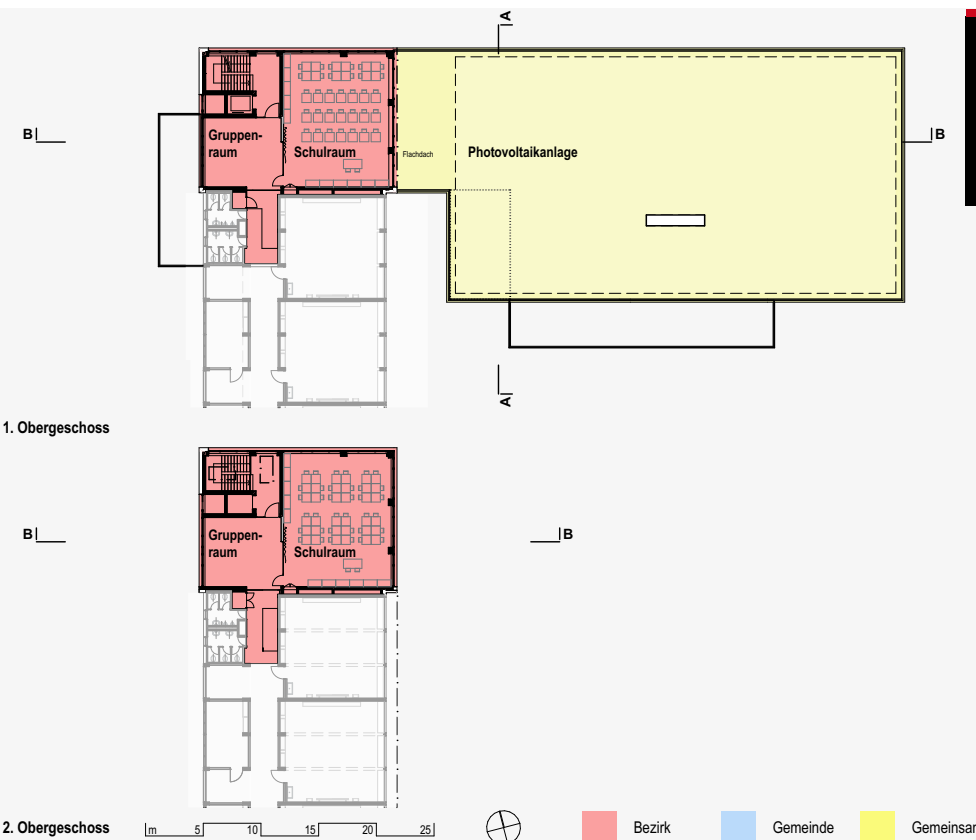 A
B
B
Gruppen-
raum
Schulraum
Flachdach
Photovoltaikanlage
A
1. Obergeschoss
B
B
Gruppen-
raum
Schulraum
2. Obergeschoss
m 5 10 15 20 25
Bezirk
Gemeinde
Gemeinsam